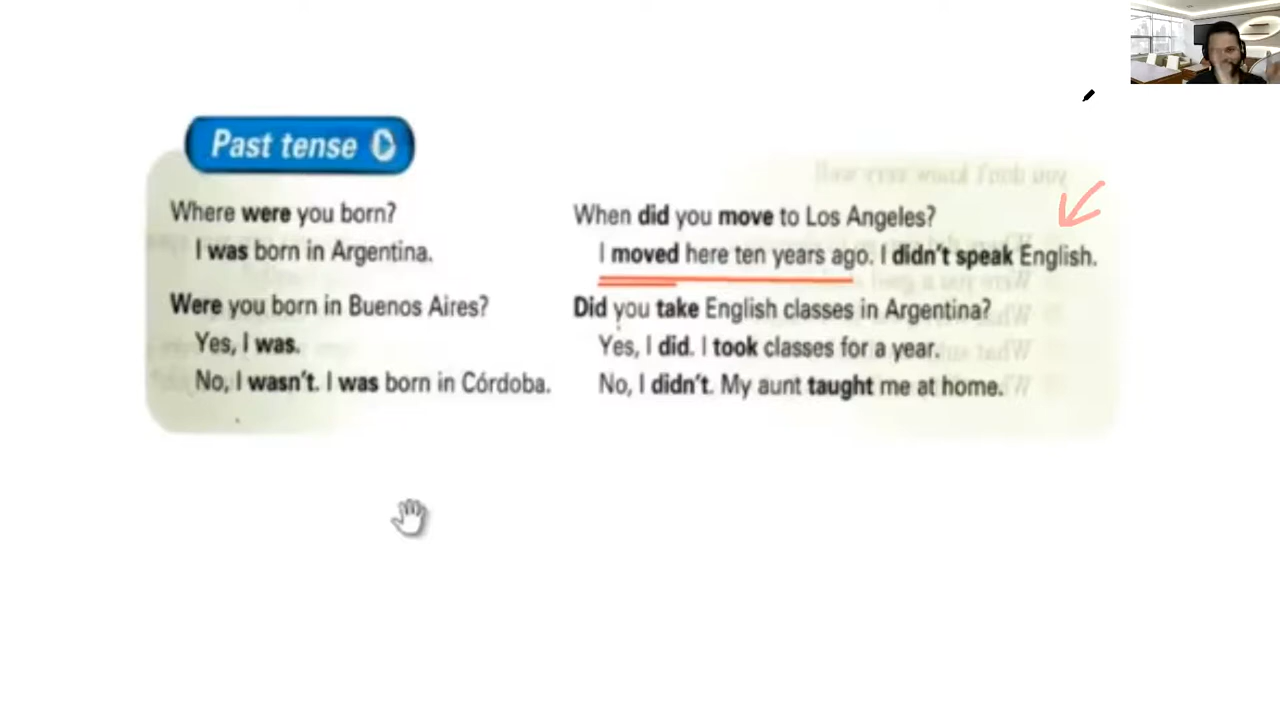 Past tense
Where were you born?
I was born in Argentina.
Were you born in Buenos Aires?
Yes, I was.
No, I wasn't. I was born in Córdoba.
When did you move to Los Angeles?
I moved here ten years ago. I didn't speak English.
Did you take English classes in Argentina?
Yes, I did. I took classes for a year.
No, I didn't. My aunt taught me at home.